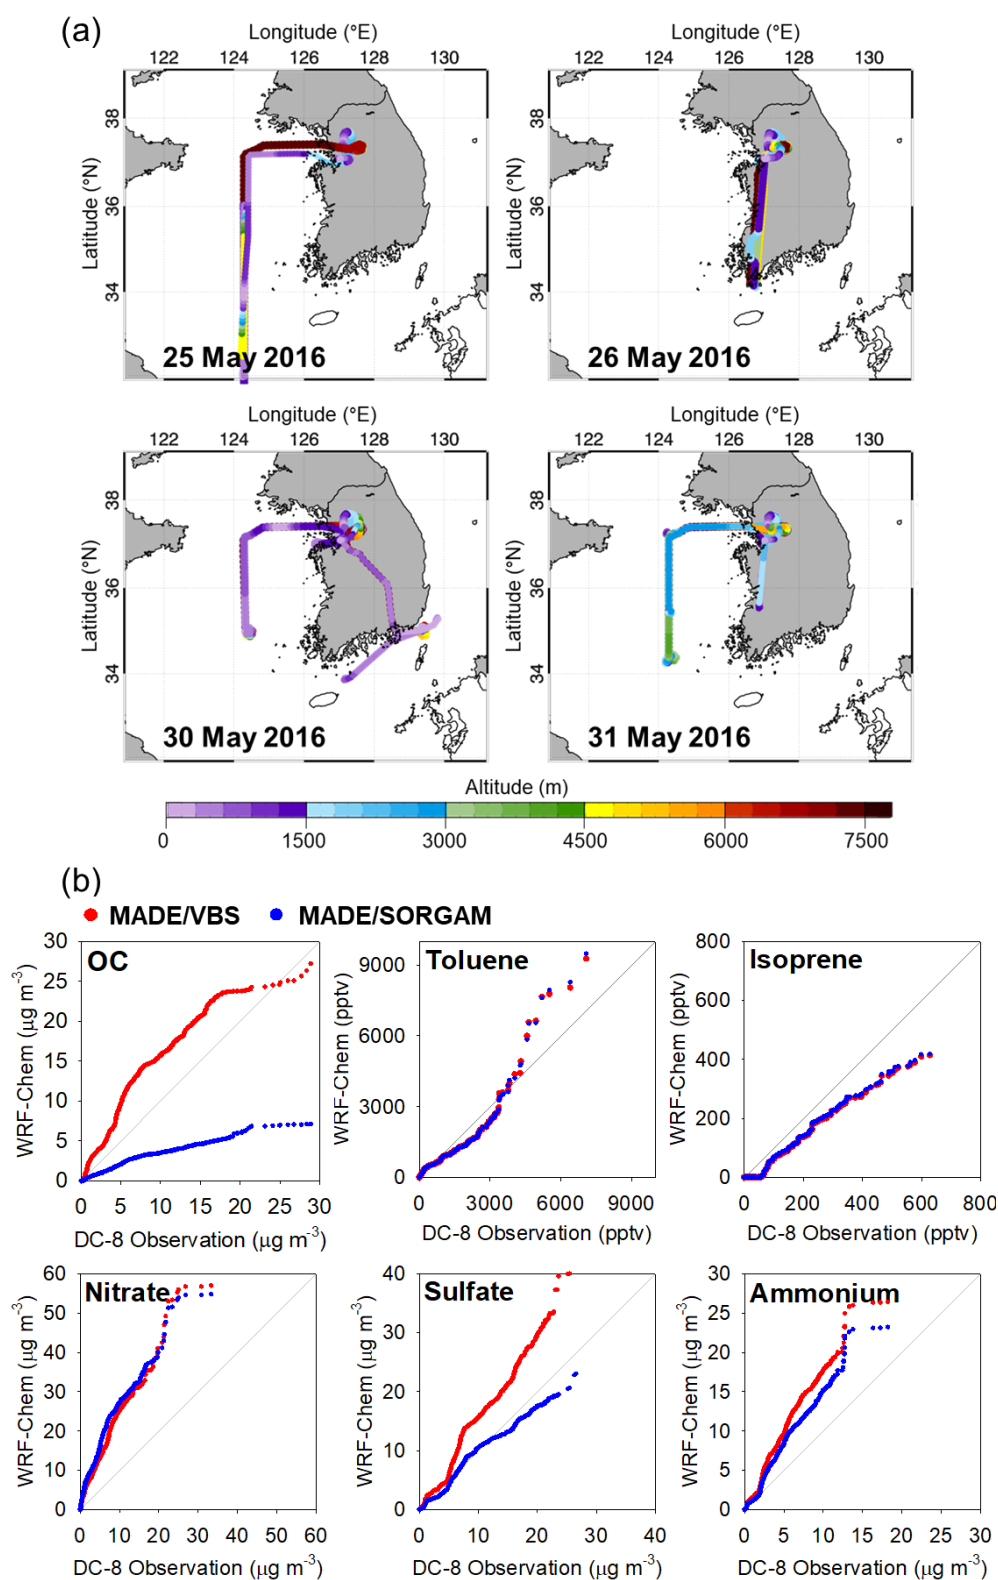 (a)
Longitude (°E)
Longitude (°E)
122 124 126 128 130
122 124 126 128 130
Latitude (°N)
38
36
34
25 May 2016
Latitude (°N)
38
36
34
26 May 2016
Longitude (°E)
Longitude (°E)
122 124 126 128 130
122 124 126 128 130
Latitude (°N)
38
36
34
30 May 2016
Latitude (°N)
38
36
34
31 May 2016
Altitude (m)
0 1500 3000 4500 6000 7500
(b)
MADE/VBS MADE/SORGAM
OC
WRF-Chem (μg m-3)
30
25
20
15
10
5
0
0 5 10 15 20 25 30
DC-8 Observation (μg m-3)
Toluene
WRF-Chem (pptv)
9000
6000
3000
0
0 3000 6000 9000
DC-8 Observation (pptv)
Isoprene
WRF-Chem (pptv)
800
600
400
200
0
0 200 400 600 800
DC-8 Observation (pptv)
Nitrate
WRF-Chem (μg m-3)
60
50
40
30
20
10
0
0 10 20 30 40 50 60
DC-8 Observation (μg m-3)
Sulfate
WRF-Chem (μg m-3)
40
30
20
10
0
0 10 20 30 40
DC-8 Observation (μg m-3)
Ammonium
WRF-Chem (μg m-3)
30
25
20
15
10
5
0
0 5 10 15 20 25 30
DC-8 Observation (μg m-3)